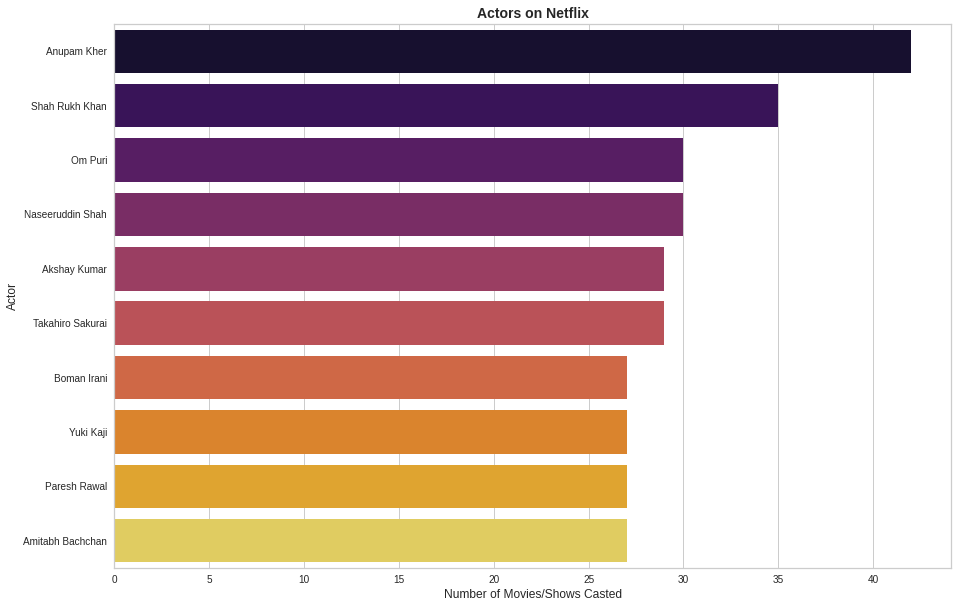 Actors on Netflix
Actor
Anupam Kher
Shah Rukh Khan
Om Puri
Naseeruddin Shah
Akshay Kumar
Takahiro Sakurai
Boman Irani
Yuki Kaji
Paresh Rawal
Amitabh Bachchan
0 5 10 15 20 25 30 35 40
Number of Movies/Shows Casted